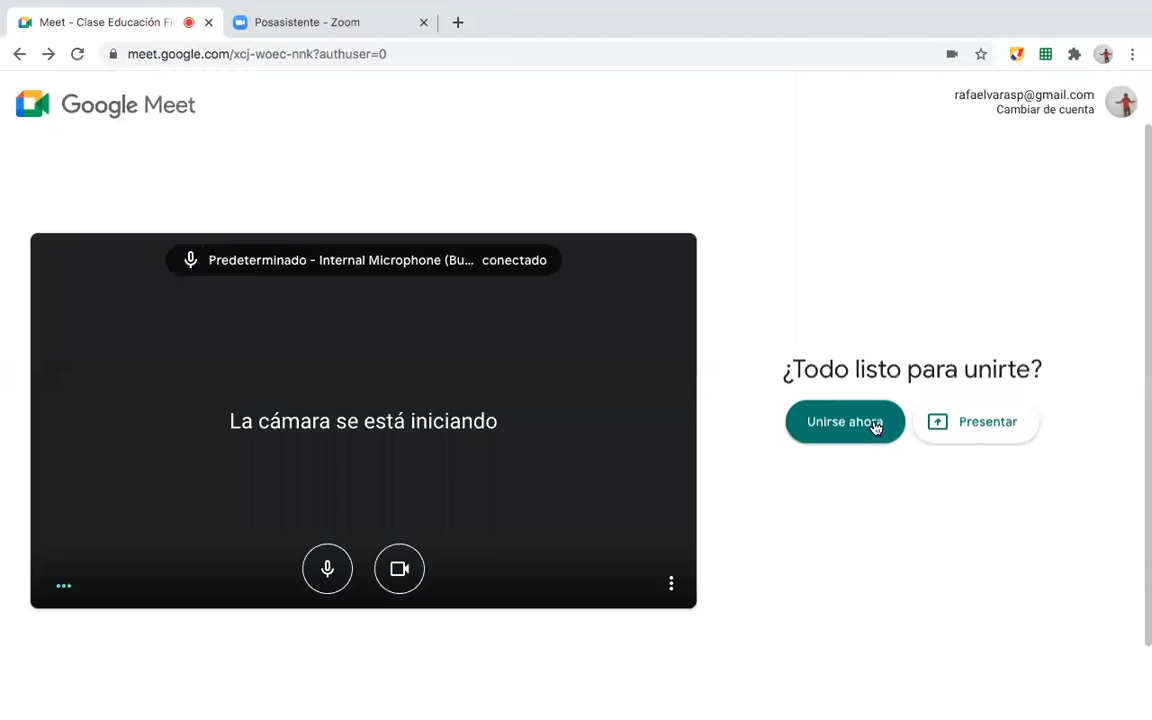 Meet - Clase Educación Fi
Posasistente - Zoom
meet.google.com/xcj-woec-nnk?authuser=0
Google Meet
rafaelvarasp@gmail.com
Cambiar de cuenta
Predeterminado - Internal Microphone (Bu... conectado
La cámara se está iniciando
¿Todo listo para unirte?
Unirse ahora
Presentar